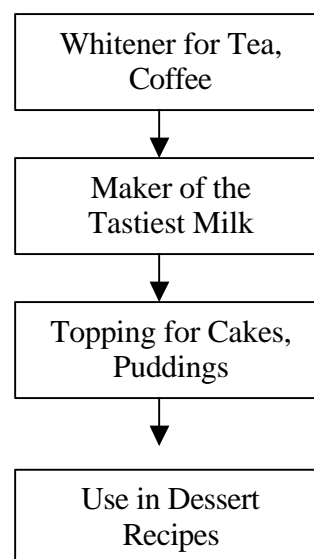 Whitener for Tea,
Coffee
Maker of the
Tastiest Milk
Topping for Cakes,
Puddings
Use in Dessert
Recipes